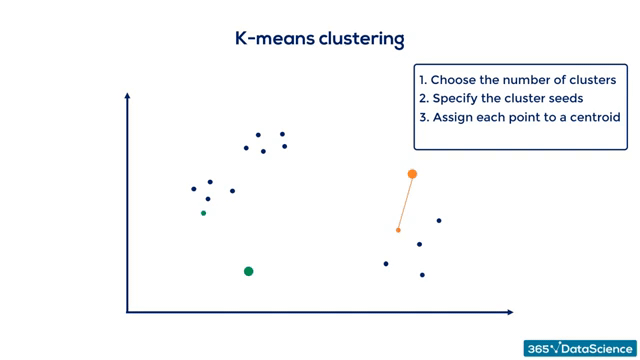 K-means clustering
1. Choose the number of clusters
2. Specify the cluster seeds
3. Assign each point to a centroid
365 DataScience